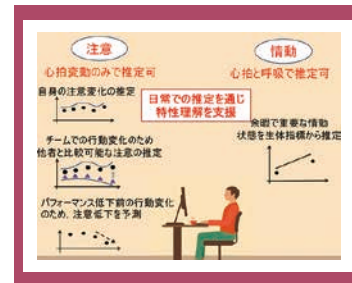 注意
心拍変動のみで推定可
自身の注意変化の推定
チームでの行動変化のため
他者と比較可能な注意の推定
パフォーマンス低下前の行動変化
のため、注意低下を予測
日常での推定を通じ
特性理解を支援
情動
心拍と呼吸で推定可
余暇で重要な情動
状態を生体指標から推定